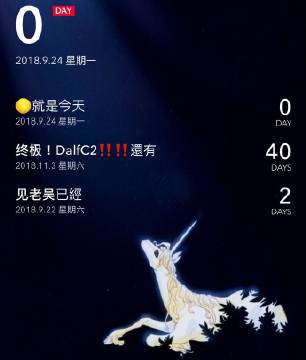 0 DAY
2018.9.24 星期一
🌕就是今天 0
2018.9.24 星期一 DAY
终极！DalfC2‼️‼️還有 40
2018.11.3 星期六 DAYS
见老吴已經 2
2018.9.22 星期六 DAYS